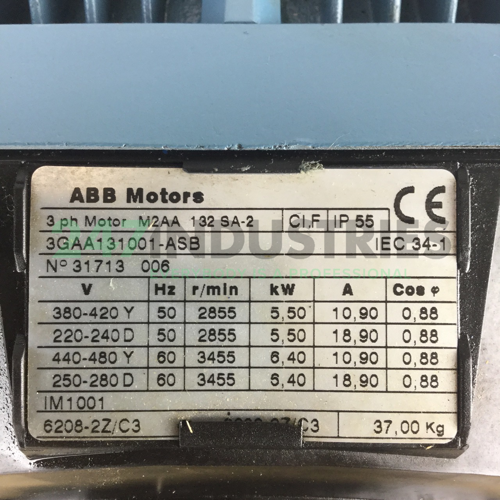 ABB Motors
3 ph Motor M2AA 132 SA-2 Cl.F IP 55 CE
3GAA131001-ASB IEC 34-1
247 INDUSTRIES
Nº 31713 006
V Hz r/min kW A Cos φ
380-420 Y 50 2855 5,50 10,90 0,88
220-240 D 50 2855 5,50 18,90 0,88
440-480 Y 60 3455 6,40 10,90 0,88
250-280 D 60 3455 6,40 18,90 0,88
IM1001
6208-2Z/C3 37,00 Kg